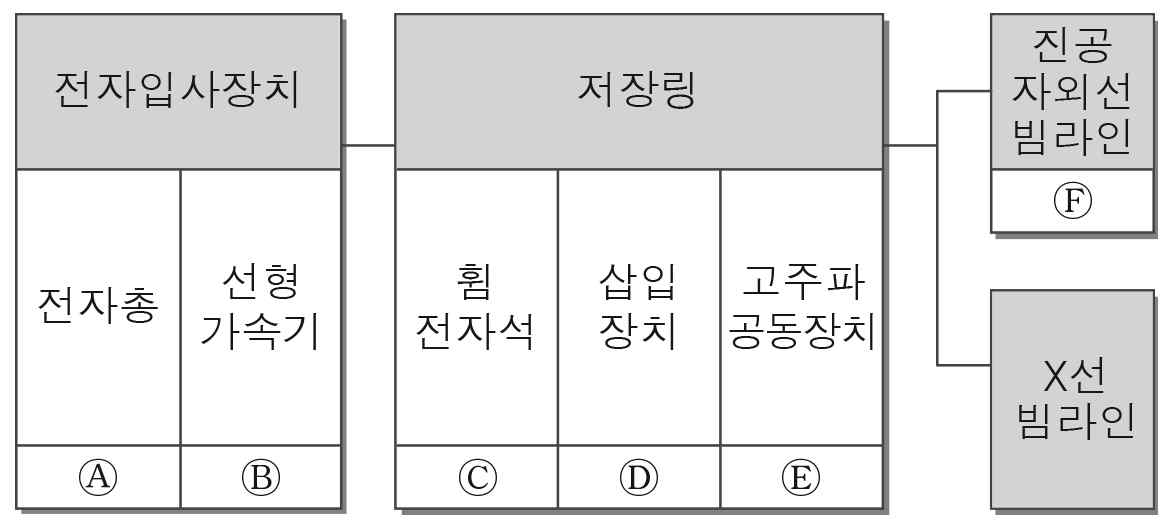 전자입사장치
전자총
Ⓐ
선형
가속기
Ⓑ
저장링
휨
전자석
Ⓒ
삽입
장치
Ⓓ
고주파
공동장치
Ⓔ
진공
자외선
빔라인
Ⓕ
X선
빔라인